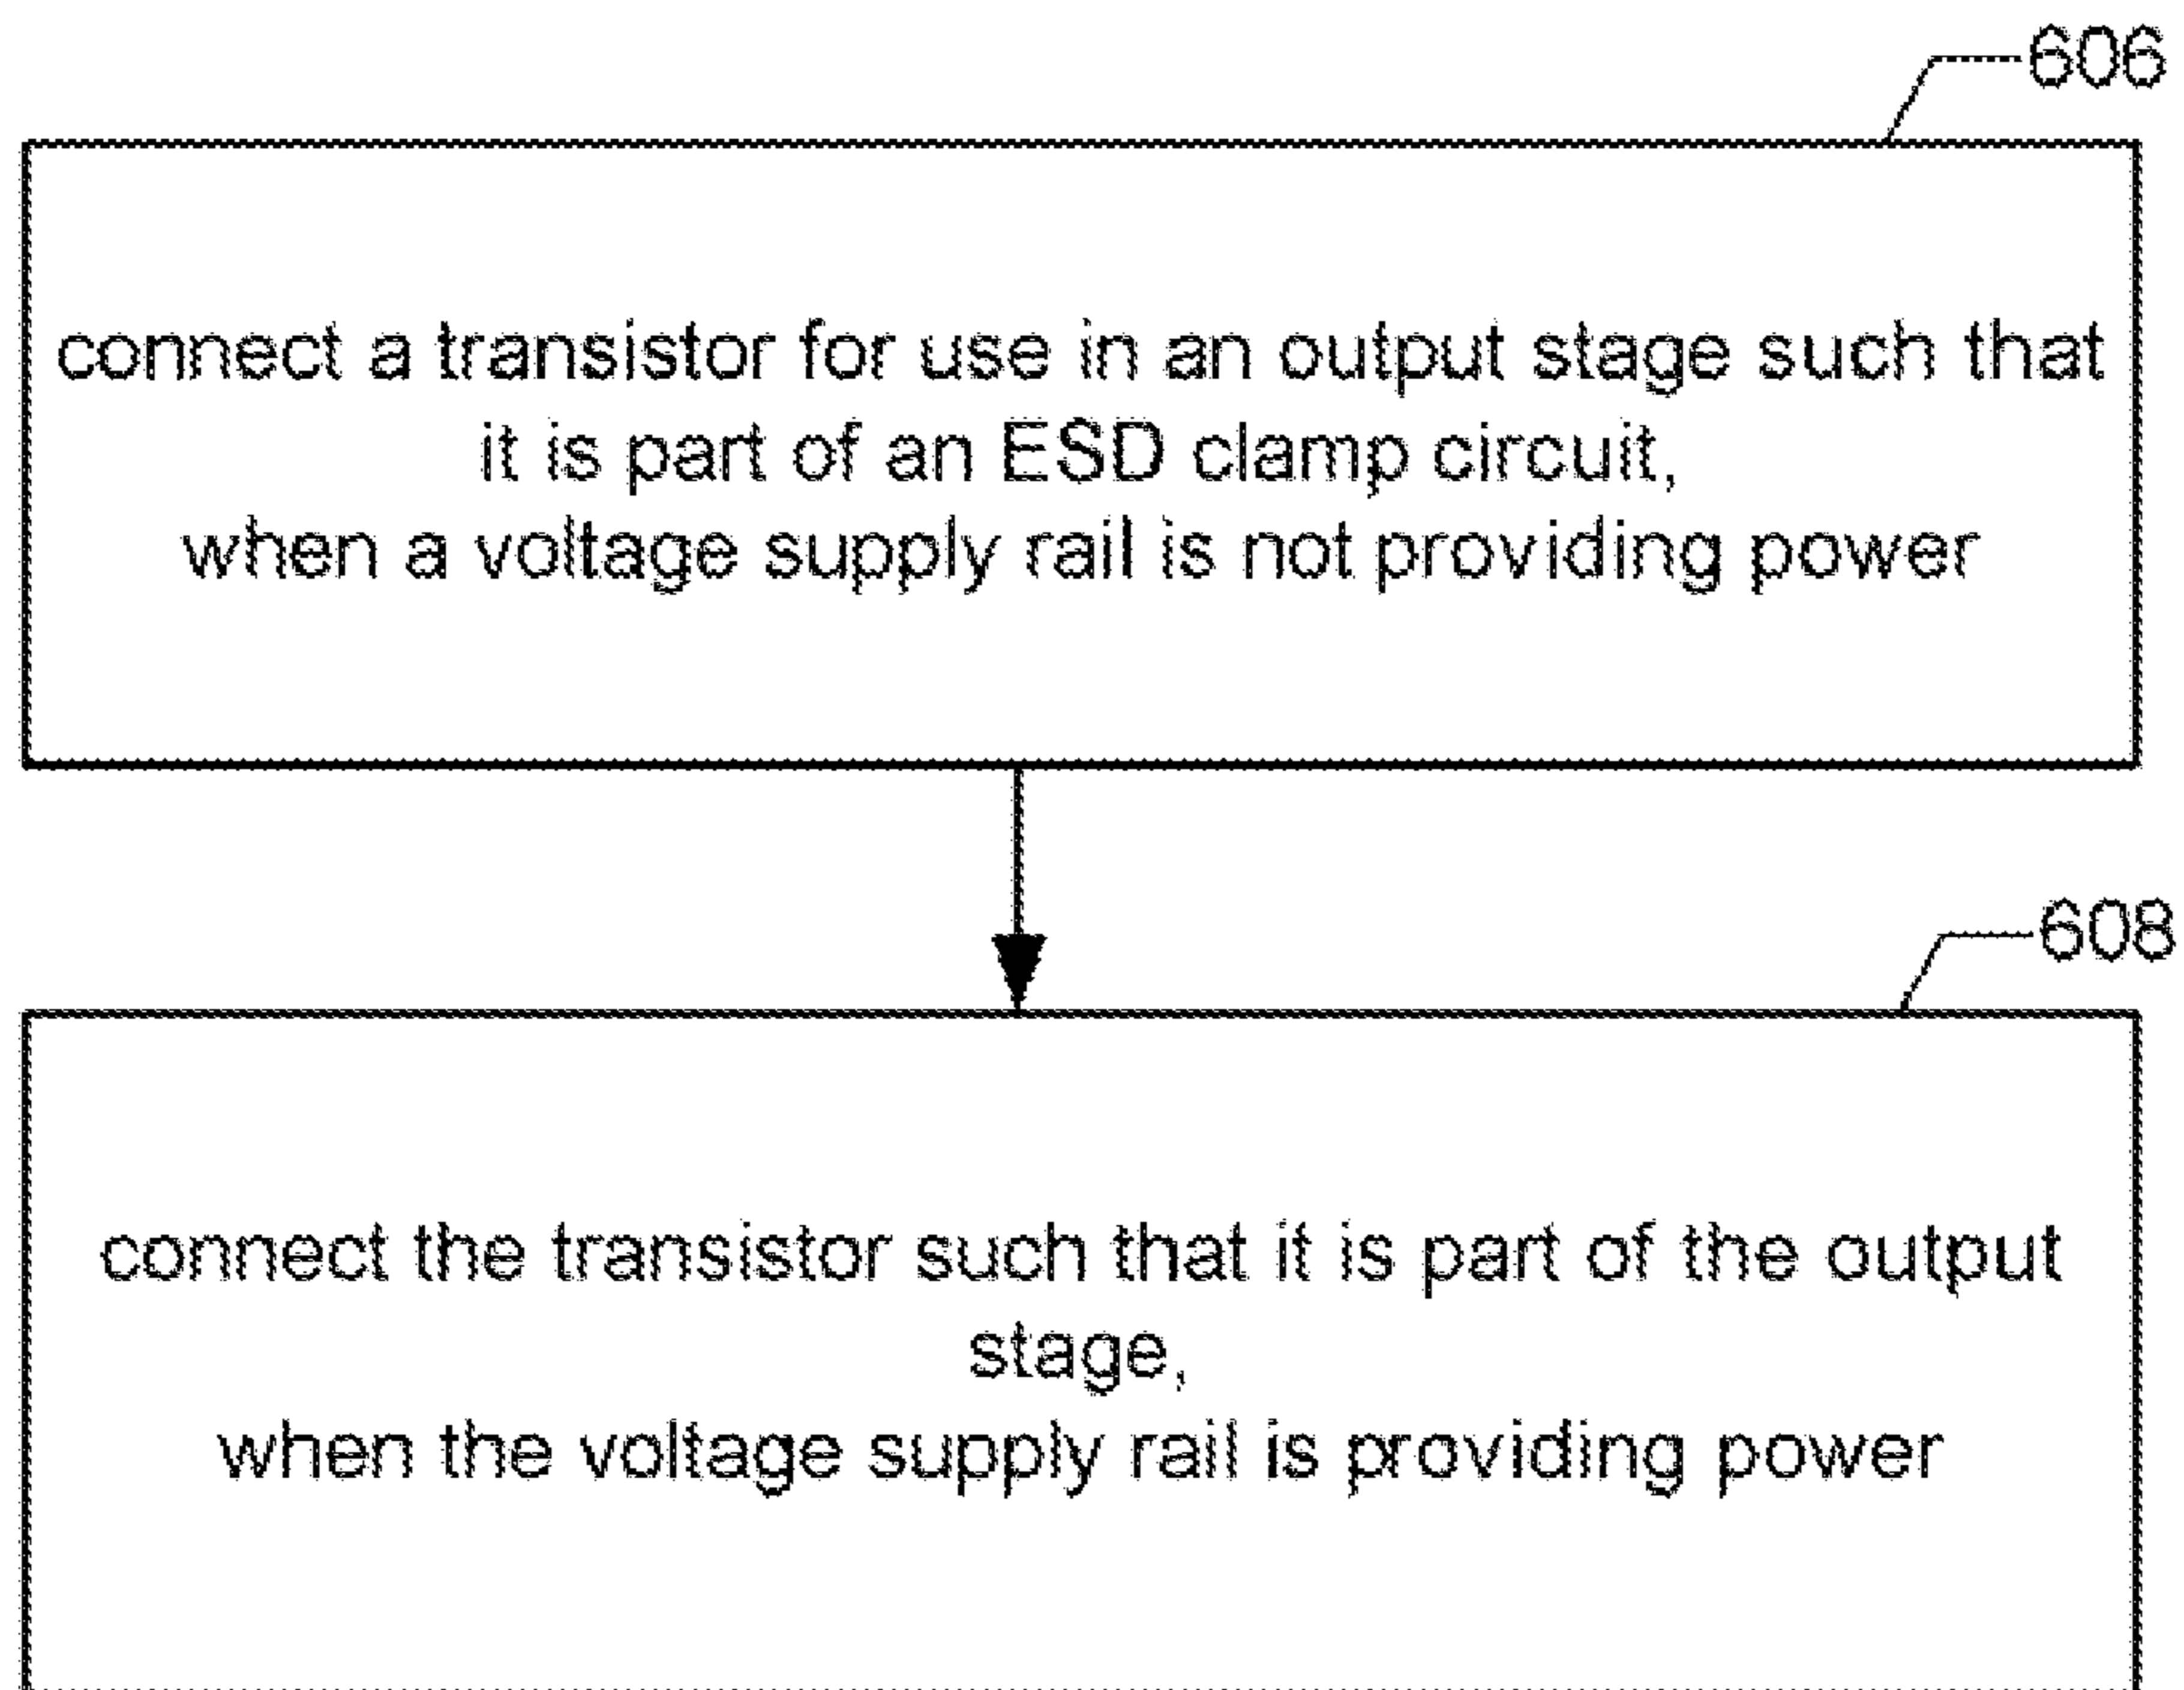 606
connect a transistor for use in an output stage such that
it is part of an ESD clamp circuit,
when a voltage supply rail is not providing power
608
connect the transistor such that it is part of the output
stage,
when the voltage supply rail is providing power